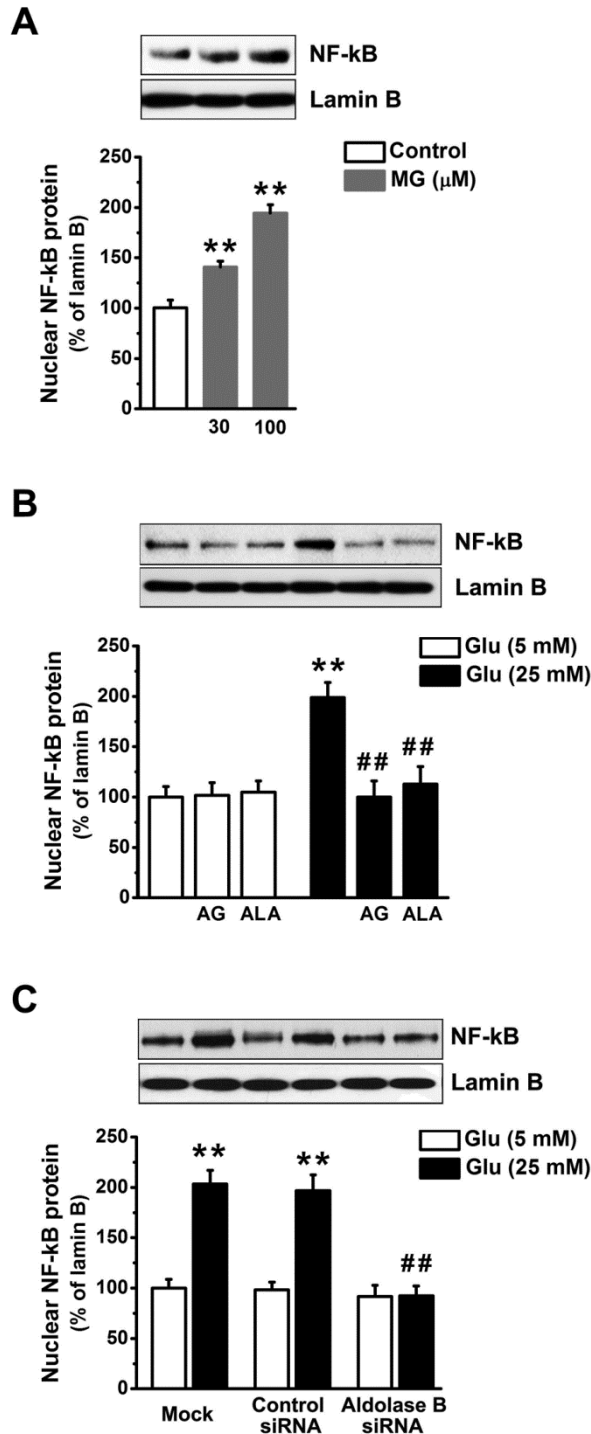 A
NF-kB
Lamin B
Control
MG (μM)
Nuclear NF-kB protein
(% of lamin B)
250
200
150
100
50
0
**
**
30 100
B
NF-kB
Lamin B
Glu (5 mM)
Glu (25 mM)
Nuclear NF-kB protein
(% of lamin B)
250
200
150
100
50
0
**
##
##
AG ALA AG ALA
C
NF-kB
Lamin B
Glu (5 mM)
Glu (25 mM)
Nuclear NF-kB protein
(% of lamin B)
250
200
150
100
50
0
**
**
##
Mock Control Aldolase B
siRNA siRNA